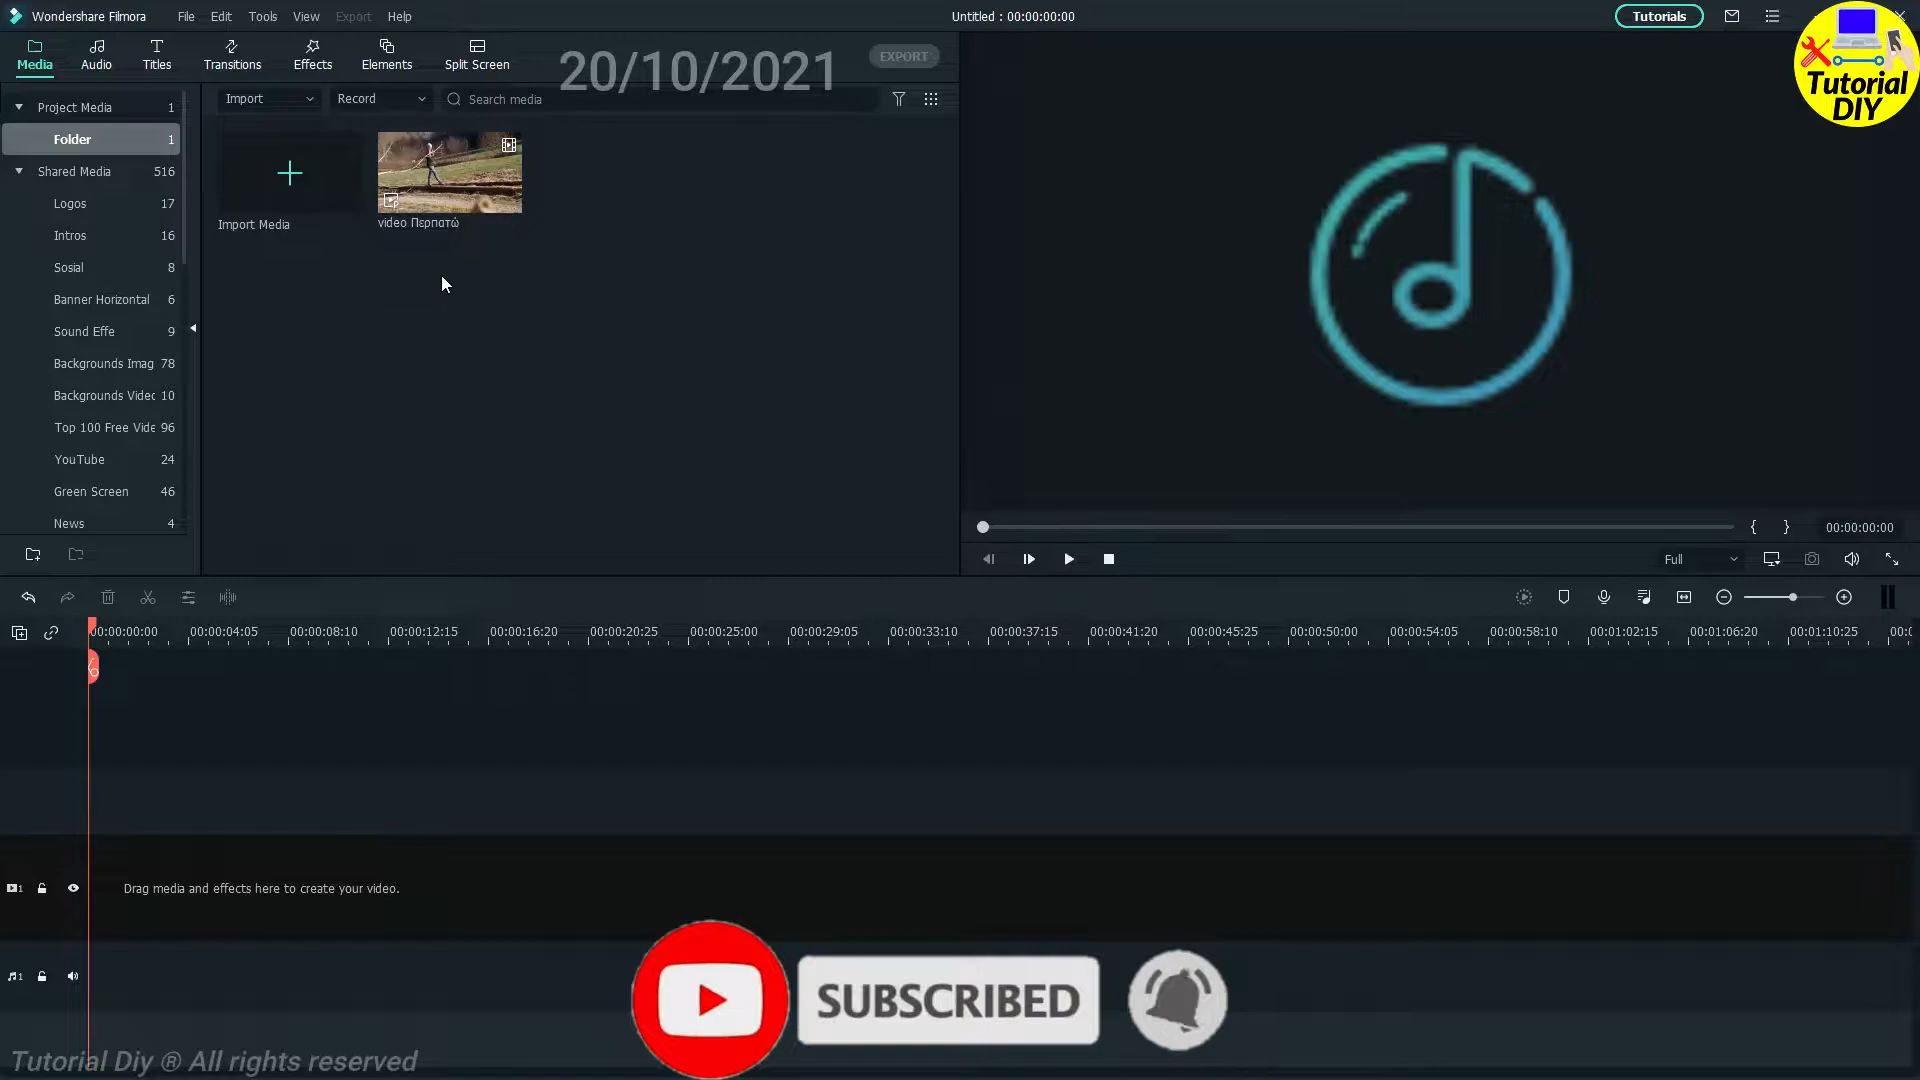 Wondershare Filmora
File
Edit
Tools
View
Export
Help
Untitled : 00:00:00:00
Tutorials
Media
Audio
Titles
Transitions
Effects
Elements
Split Screen
20/10/2021
EXPORT
Tutorial
DIY
Project Media 1
Folder 1
Shared Media 516
Logos 17
Intros 16
Sosial 8
Banner Horizontal 6
Sound Effe 9
Backgrounds Imag 78
Backgrounds Videc 10
Top 100 Free Vide 96
YouTube 24
Green Screen 46
News 4
Import
Record
Search media
Import Media
video Περπατώ
{ } 00:00:00:00
Full
00:00:00:00 00:00:04:05 00:00:08:10 00:00:12:15 00:00:16:20 00:00:20:25 00:00:25:00 00:00:29:05 00:00:33:10 00:00:37:15 00:00:41:20 00:00:45:25 00:00:50:00 00:00:54:05 00:00:58:10 00:01:02:15 00:01:06:20 00:01:10:25 00:0
1
Drag media and effects here to create your video.
1
SUBSCRIBED
Tutorial Diy ® All rights reserved